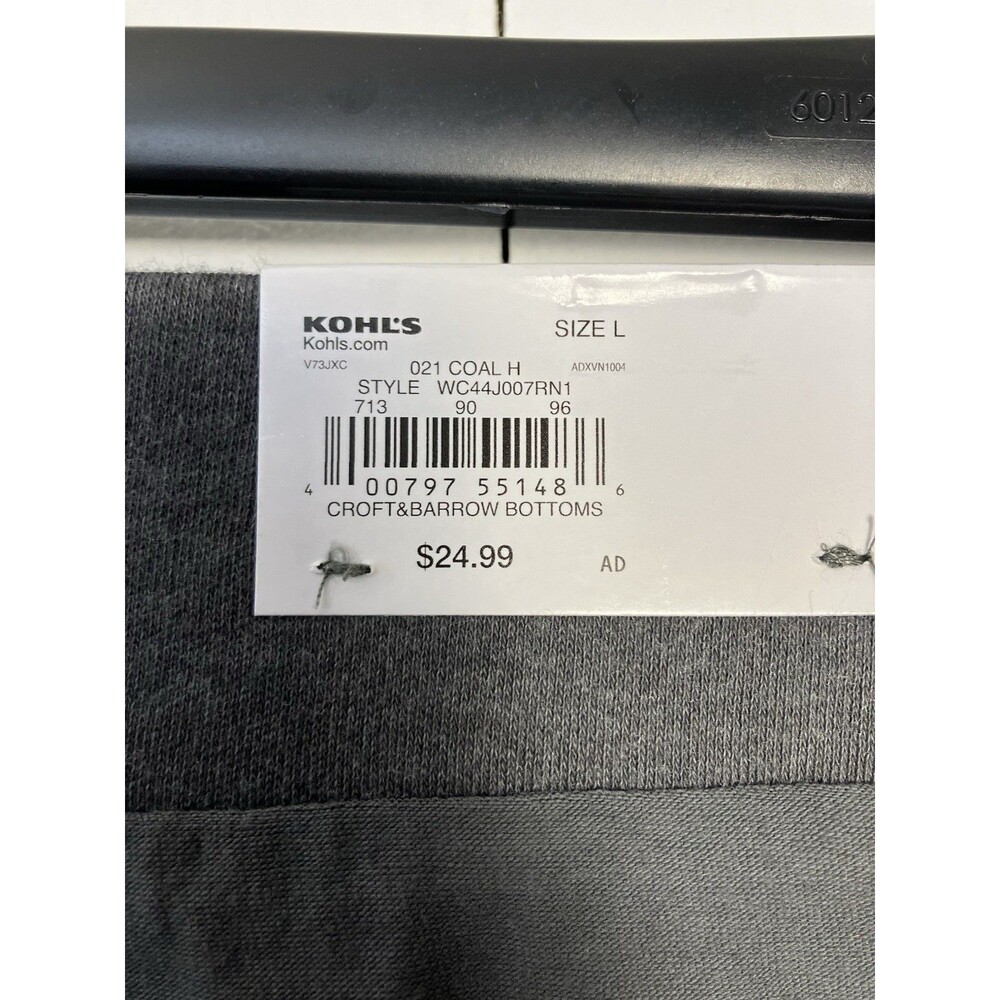 6012
KOHL'S
SIZE L
Kohls.com
V73JXC 021 COAL H ADXVN1004
STYLE WC44J007RN1
713 90 96
4 00797 55148 6
CROFT&BARROW BOTTOMS
$24.99 AD